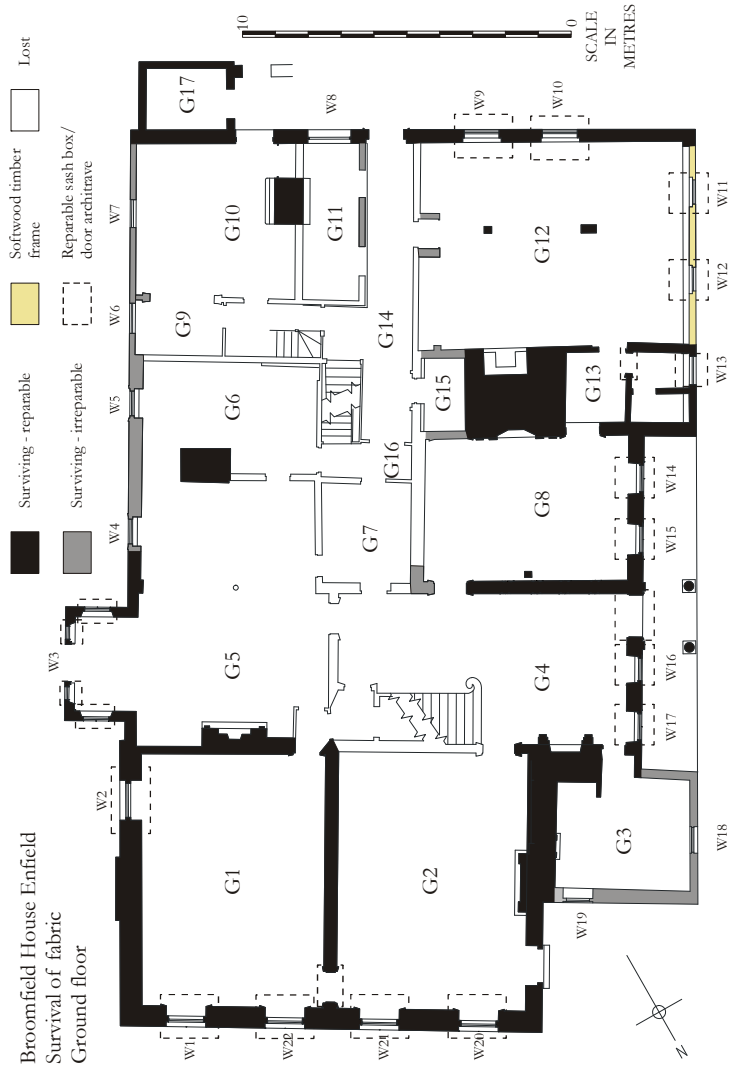 Broomfield House Enfield
Survival of fabric
Ground floor
Surviving - reparable
Surviving - irreparable
Softwood timber
frame
Reparable sash box/
door architrave
Lost
10
0
SCALE
IN
METRES
W1
W2
W3
W4
W5
W6
W7
W8
W9
W10
W11
W12
W13
W14
W15
W16
W17
W18
W19
W20
W21
W22
G1
G2
G3
G4
G5
G6
G7
G8
G9
G10
G11
G12
G13
G14
G15
G16
G17
N